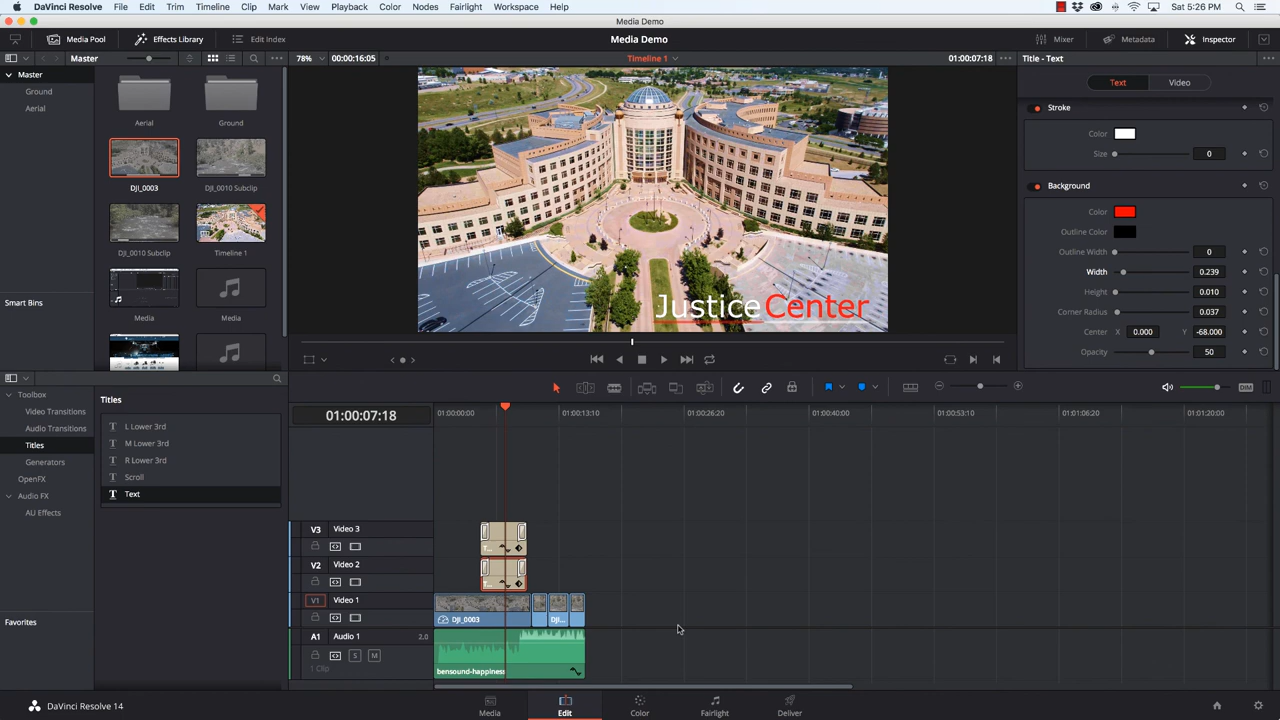 DaVinci Resolve File Edit Trim Timeline Clip Mark View Playback Color Nodes Fairlight Workspace Help Sat 5:26 PM
Media Demo
Media Pool Effects Library Edit Index Media Demo Mixer Metadata Inspector
Master 78% 00:00:16:05 Timeline 1 01:00:07:18 Title - Text
Master
Ground
Aerial
Aerial Ground
DJI_0003 DJI_0010 Subclip
DJI_0010 Subclip Timeline 1
Media Media
Smart Bins
Justice Center
Text Video
Stroke
Color
Size 0
Background
Color
Outline Color
Outline Width 0
Width 0.239
Height 0.010
Corner Radius 0.037
Center X 0.000 Y -68.000
Opacity 50
Toolbox
Video Transitions
Audio Transitions
Titles
Generators
OpenFX
Audio FX
AU Effects
Favorites
Titles
L Lower 3rd
M Lower 3rd
R Lower 3rd
Scroll
Text
DIM
01:00:07:18 01:00:00:00 01:00:13:10 01:00:26:20 01:00:40:00 01:00:53:10 01:01:06:20 01:01:20:00
V3 Video 3
T...
V2 Video 2
T...
V1 Video 1
DJI_0003 DJI...
A1 Audio 1 2.0
S M
1 Clip
bensound-happiness
DaVinci Resolve 14 Media Edit Color Fairlight Deliver